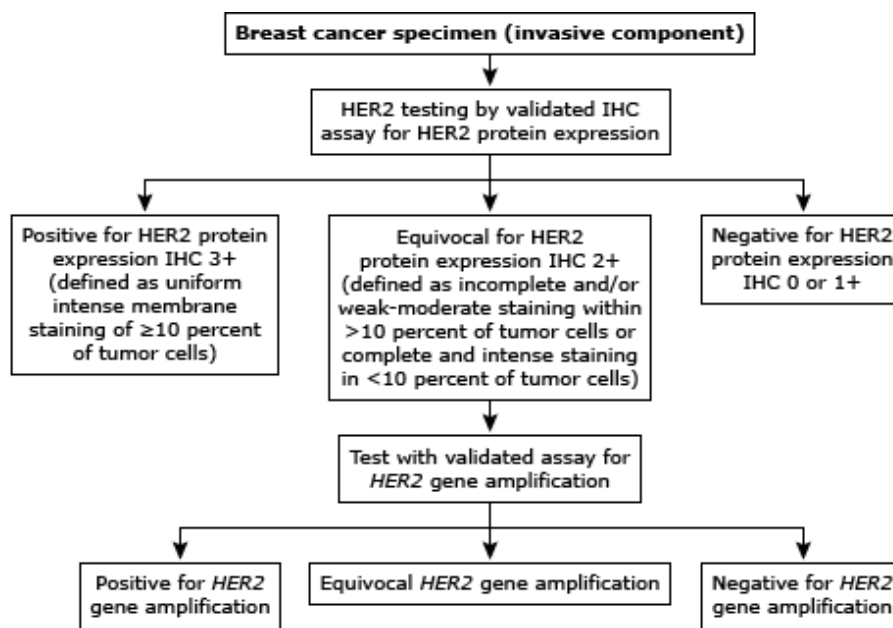 Breast cancer specimen (invasive component)
HER2 testing by validated IHC
assay for HER2 protein expression
Positive for HER2 protein
expression IHC 3+
(defined as uniform
intense membrane
staining of ≥10 percent
of tumor cells)
Equivocal for HER2
protein expression IHC 2+
(defined as incomplete and/or
weak-moderate staining within
>10 percent of tumor cells or
complete and intense staining
in <10 percent of tumor cells)
Negative for HER2
protein expression
IHC 0 or 1+
Test with validated assay for
HER2 gene amplification
Positive for HER2
gene amplification
Equivocal HER2 gene amplification
Negative for HER2
gene amplification